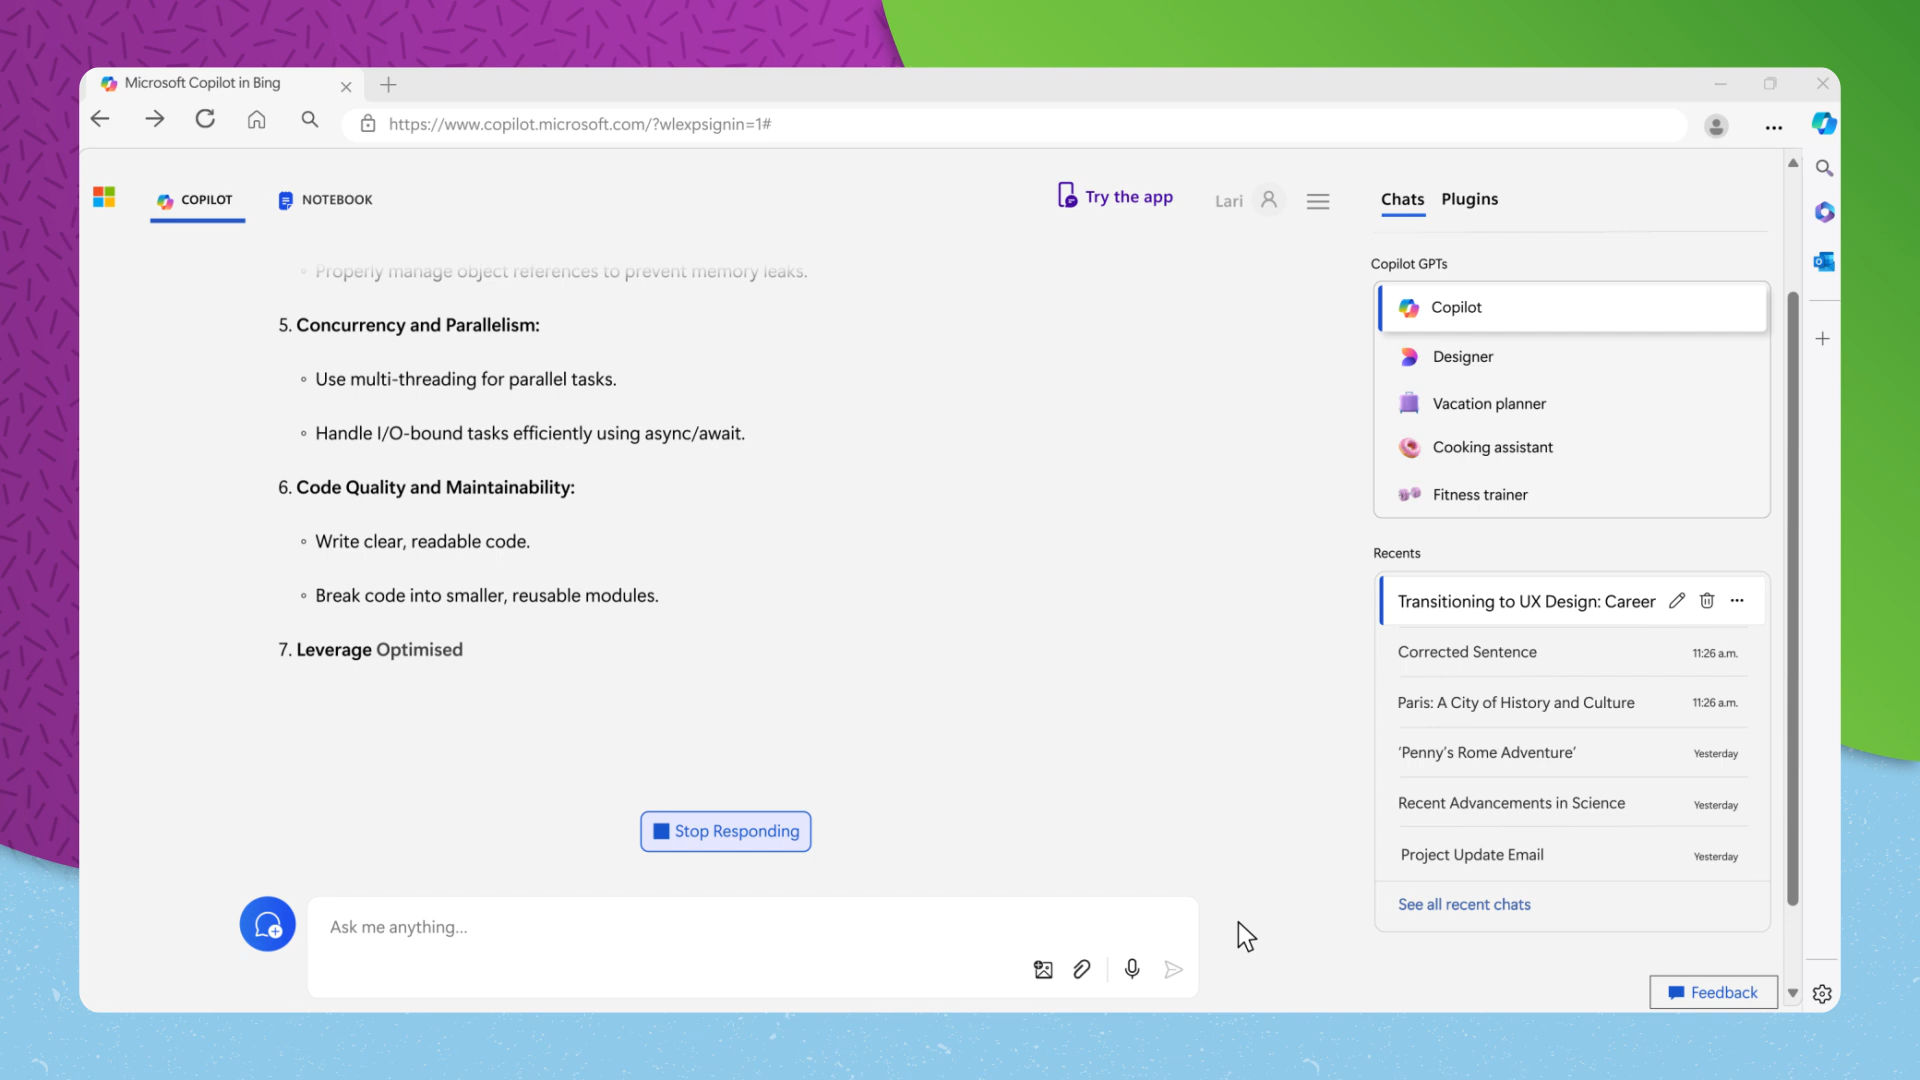 Microsoft Copilot in Bing
https://www.copilot.microsoft.com/?wlexpsignin=1#
COPILOT
NOTEBOOK
Try the app
Lari
Chats
Plugins
◦ Properly manage object references to prevent memory leaks.
5. Concurrency and Parallelism:
◦ Use multi-threading for parallel tasks.
◦ Handle I/O-bound tasks efficiently using async/await.
6. Code Quality and Maintainability:
◦ Write clear, readable code.
◦ Break code into smaller, reusable modules.
7. Leverage Optimised
Stop Responding
Ask me anything...
Copilot GPTs
Copilot
Designer
Vacation planner
Cooking assistant
Fitness trainer
Recents
Transitioning to UX Design: Career
Corrected Sentence 11:26 a.m.
Paris: A City of History and Culture 11:26 a.m.
‘Penny’s Rome Adventure’ Yesterday
Recent Advancements in Science Yesterday
Project Update Email Yesterday
See all recent chats
Feedback